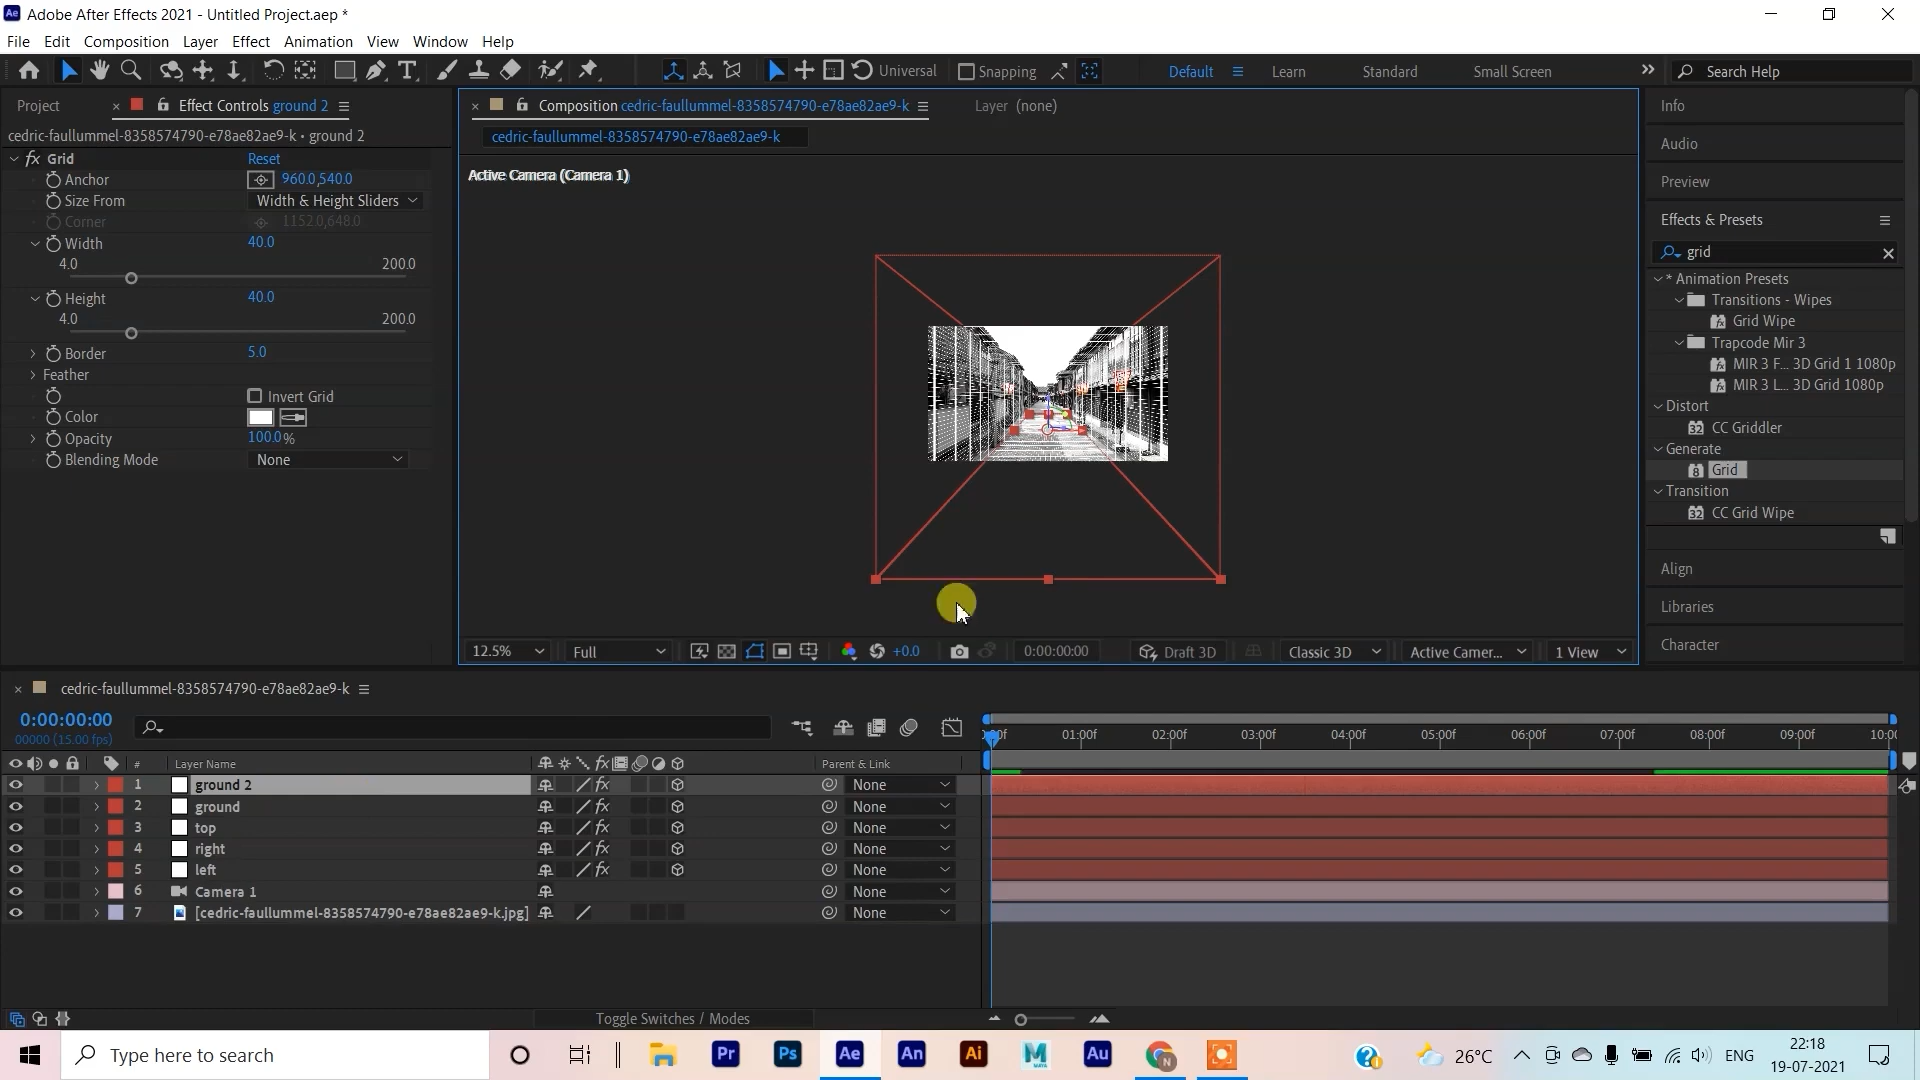 Adobe After Effects 2021 - Untitled Project.aep *
File Edit Composition Layer Effect Animation View Window Help
Universal Snapping Default Learn Standard Small Screen Search Help
Project Effect Controls ground 2
cedric-faullummel-8358574790-e78ae82ae9-k • ground 2
fx Grid Reset
Anchor 960.0,540.0
Size From Width & Height Sliders
Corner 1152.0,648.0
Width 40.0
4.0 200.0
Height 40.0
4.0 200.0
Border 5.0
Feather
Invert Grid
Color
Opacity 100.0%
Blending Mode None
Composition cedric-faullummel-8358574790-e78ae82ae9-k Layer (none)
cedric-faullummel-8358574790-e78ae82ae9-k
Active Camera (Camera 1)
12.5% Full +0.0 0:00:00:00 Draft 3D Classic 3D Active Camer... 1 View
Info
Audio
Preview
Effects & Presets
grid
* Animation Presets
Transitions - Wipes
Grid Wipe
Trapcode Mir 3
MIR 3 F... 3D Grid 1 1080p
MIR 3 L... 3D Grid 1080p
Distort
CC Griddler
Generate
Grid
Transition
CC Grid Wipe
Align
Libraries
Character
cedric-faullummel-8358574790-e78ae82ae9-k
0:00:00:00
00000 (15.00 fps)
# Layer Name Parent & Link
1 ground 2 None
2 ground None
3 top None
4 right None
5 left None
6 Camera 1 None
7 [cedric-faullummel-8358574790-e78ae82ae9-k.jpg] None
01:00f 02:00f 03:00f 04:00f 05:00f 06:00f 07:00f 08:00f 09:00f 10:00
Toggle Switches / Modes
Type here to search
Pr Ps Ae An Ai M Au N
26°C ENG 22:18
19-07-2021